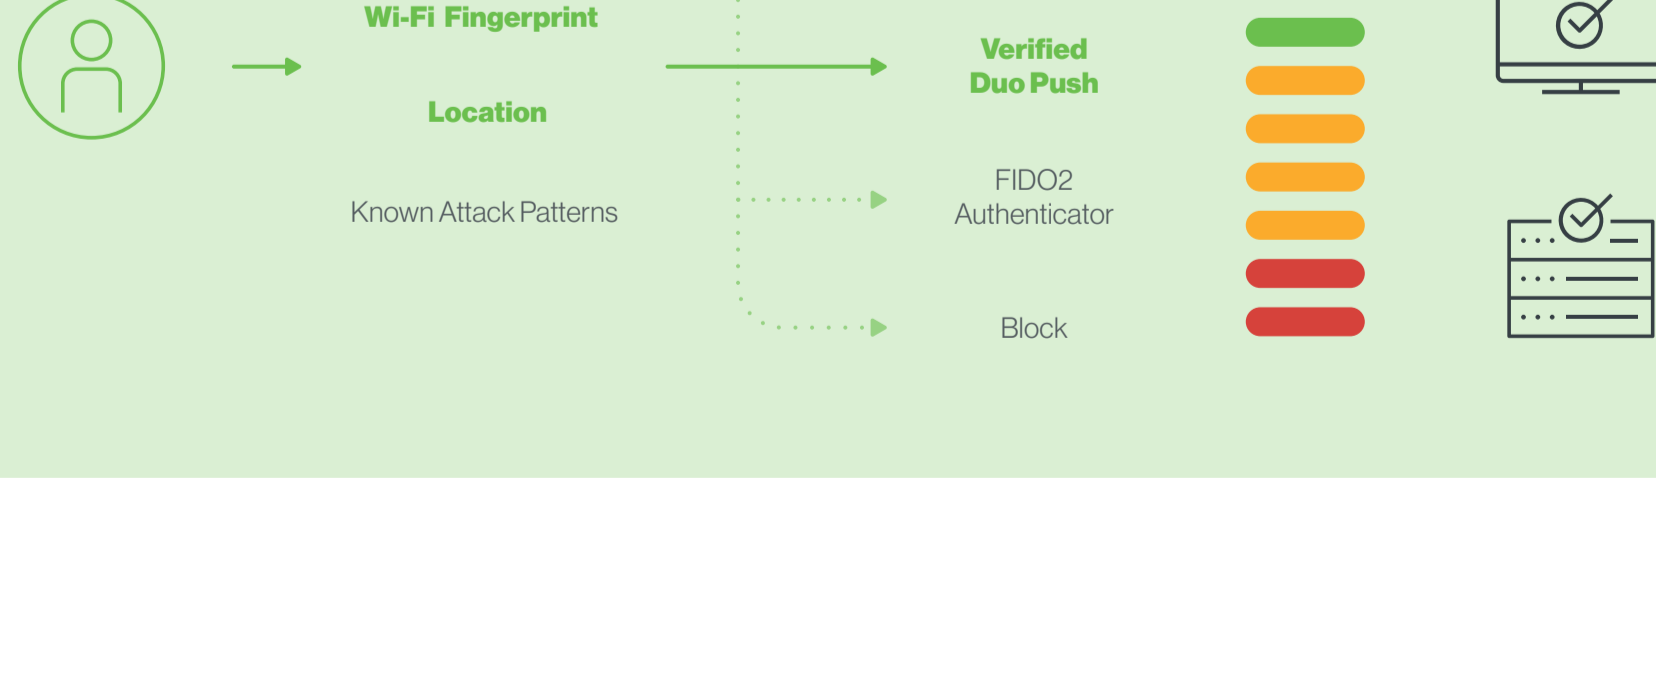 Wi-Fi Fingerprint
Location
Known Attack Patterns
Verified
Duo Push
FIDO2
Authenticator
Block